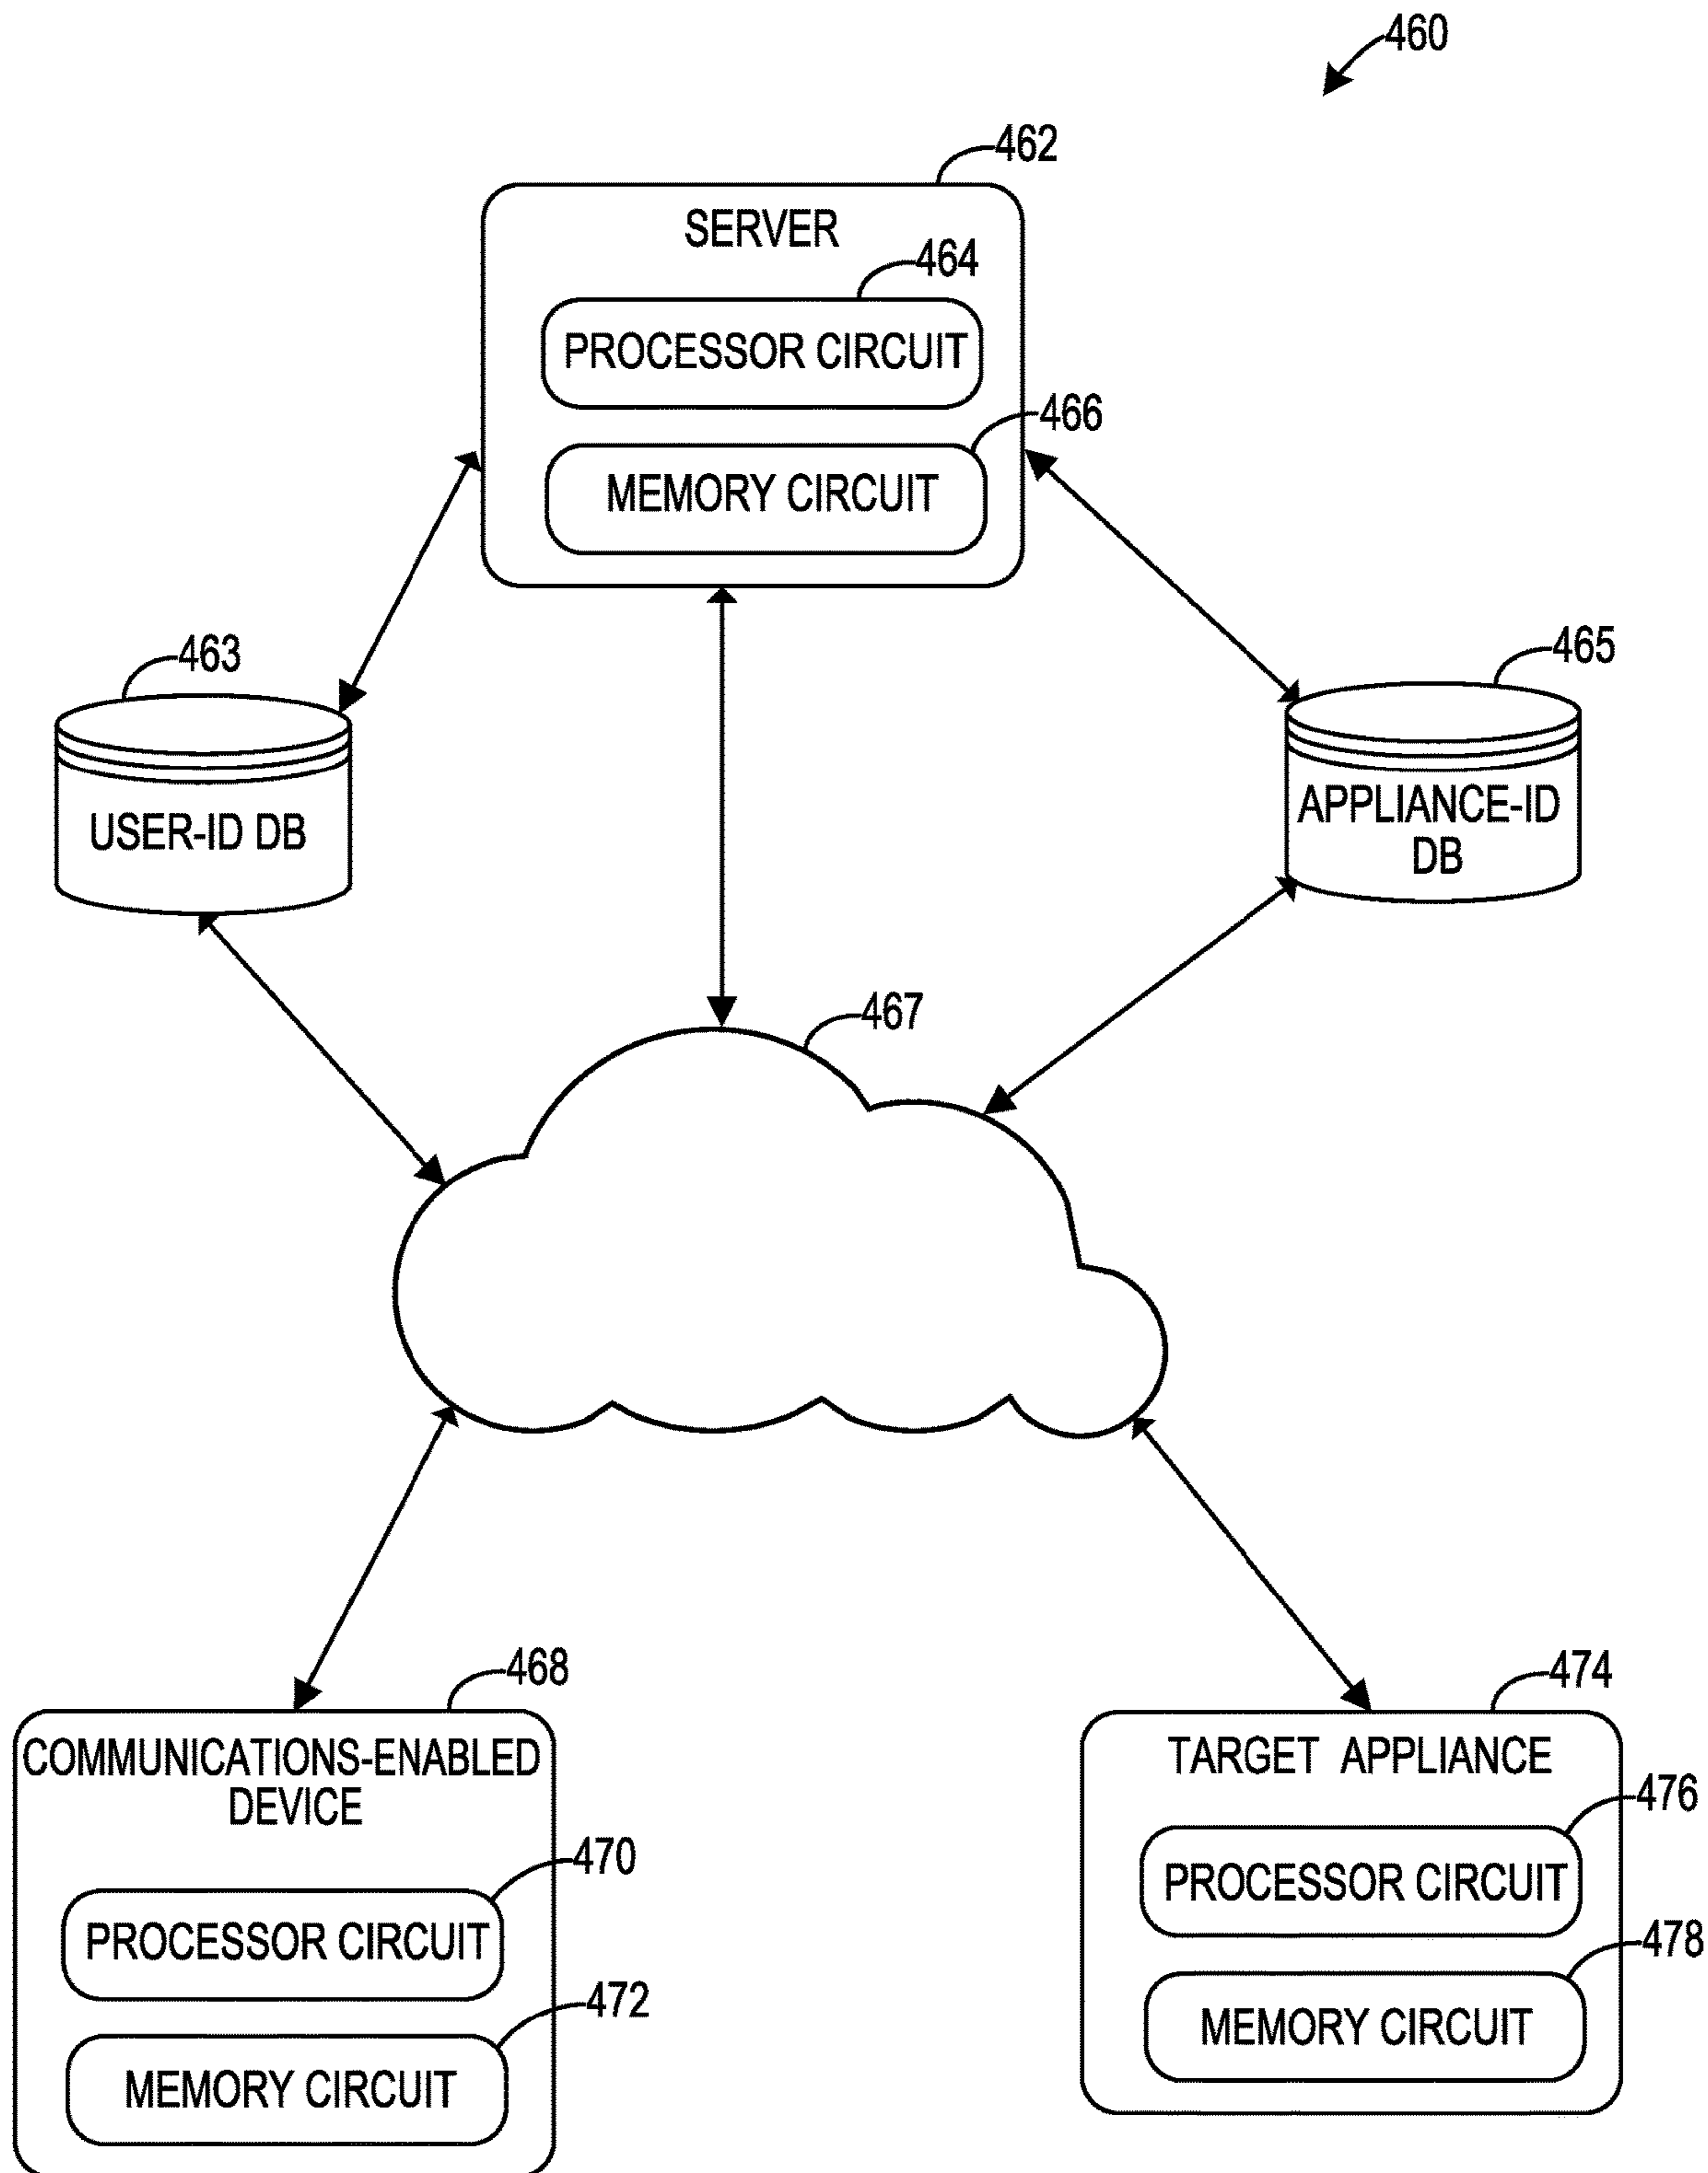 460
462
SERVER
464
PROCESSOR CIRCUIT
466
MEMORY CIRCUIT
463
USER-ID DB
465
APPLIANCE-ID
DB
467
468
COMMUNICATIONS-ENABLED
DEVICE
470
PROCESSOR CIRCUIT
472
MEMORY CIRCUIT
474
TARGET APPLIANCE
476
PROCESSOR CIRCUIT
478
MEMORY CIRCUIT